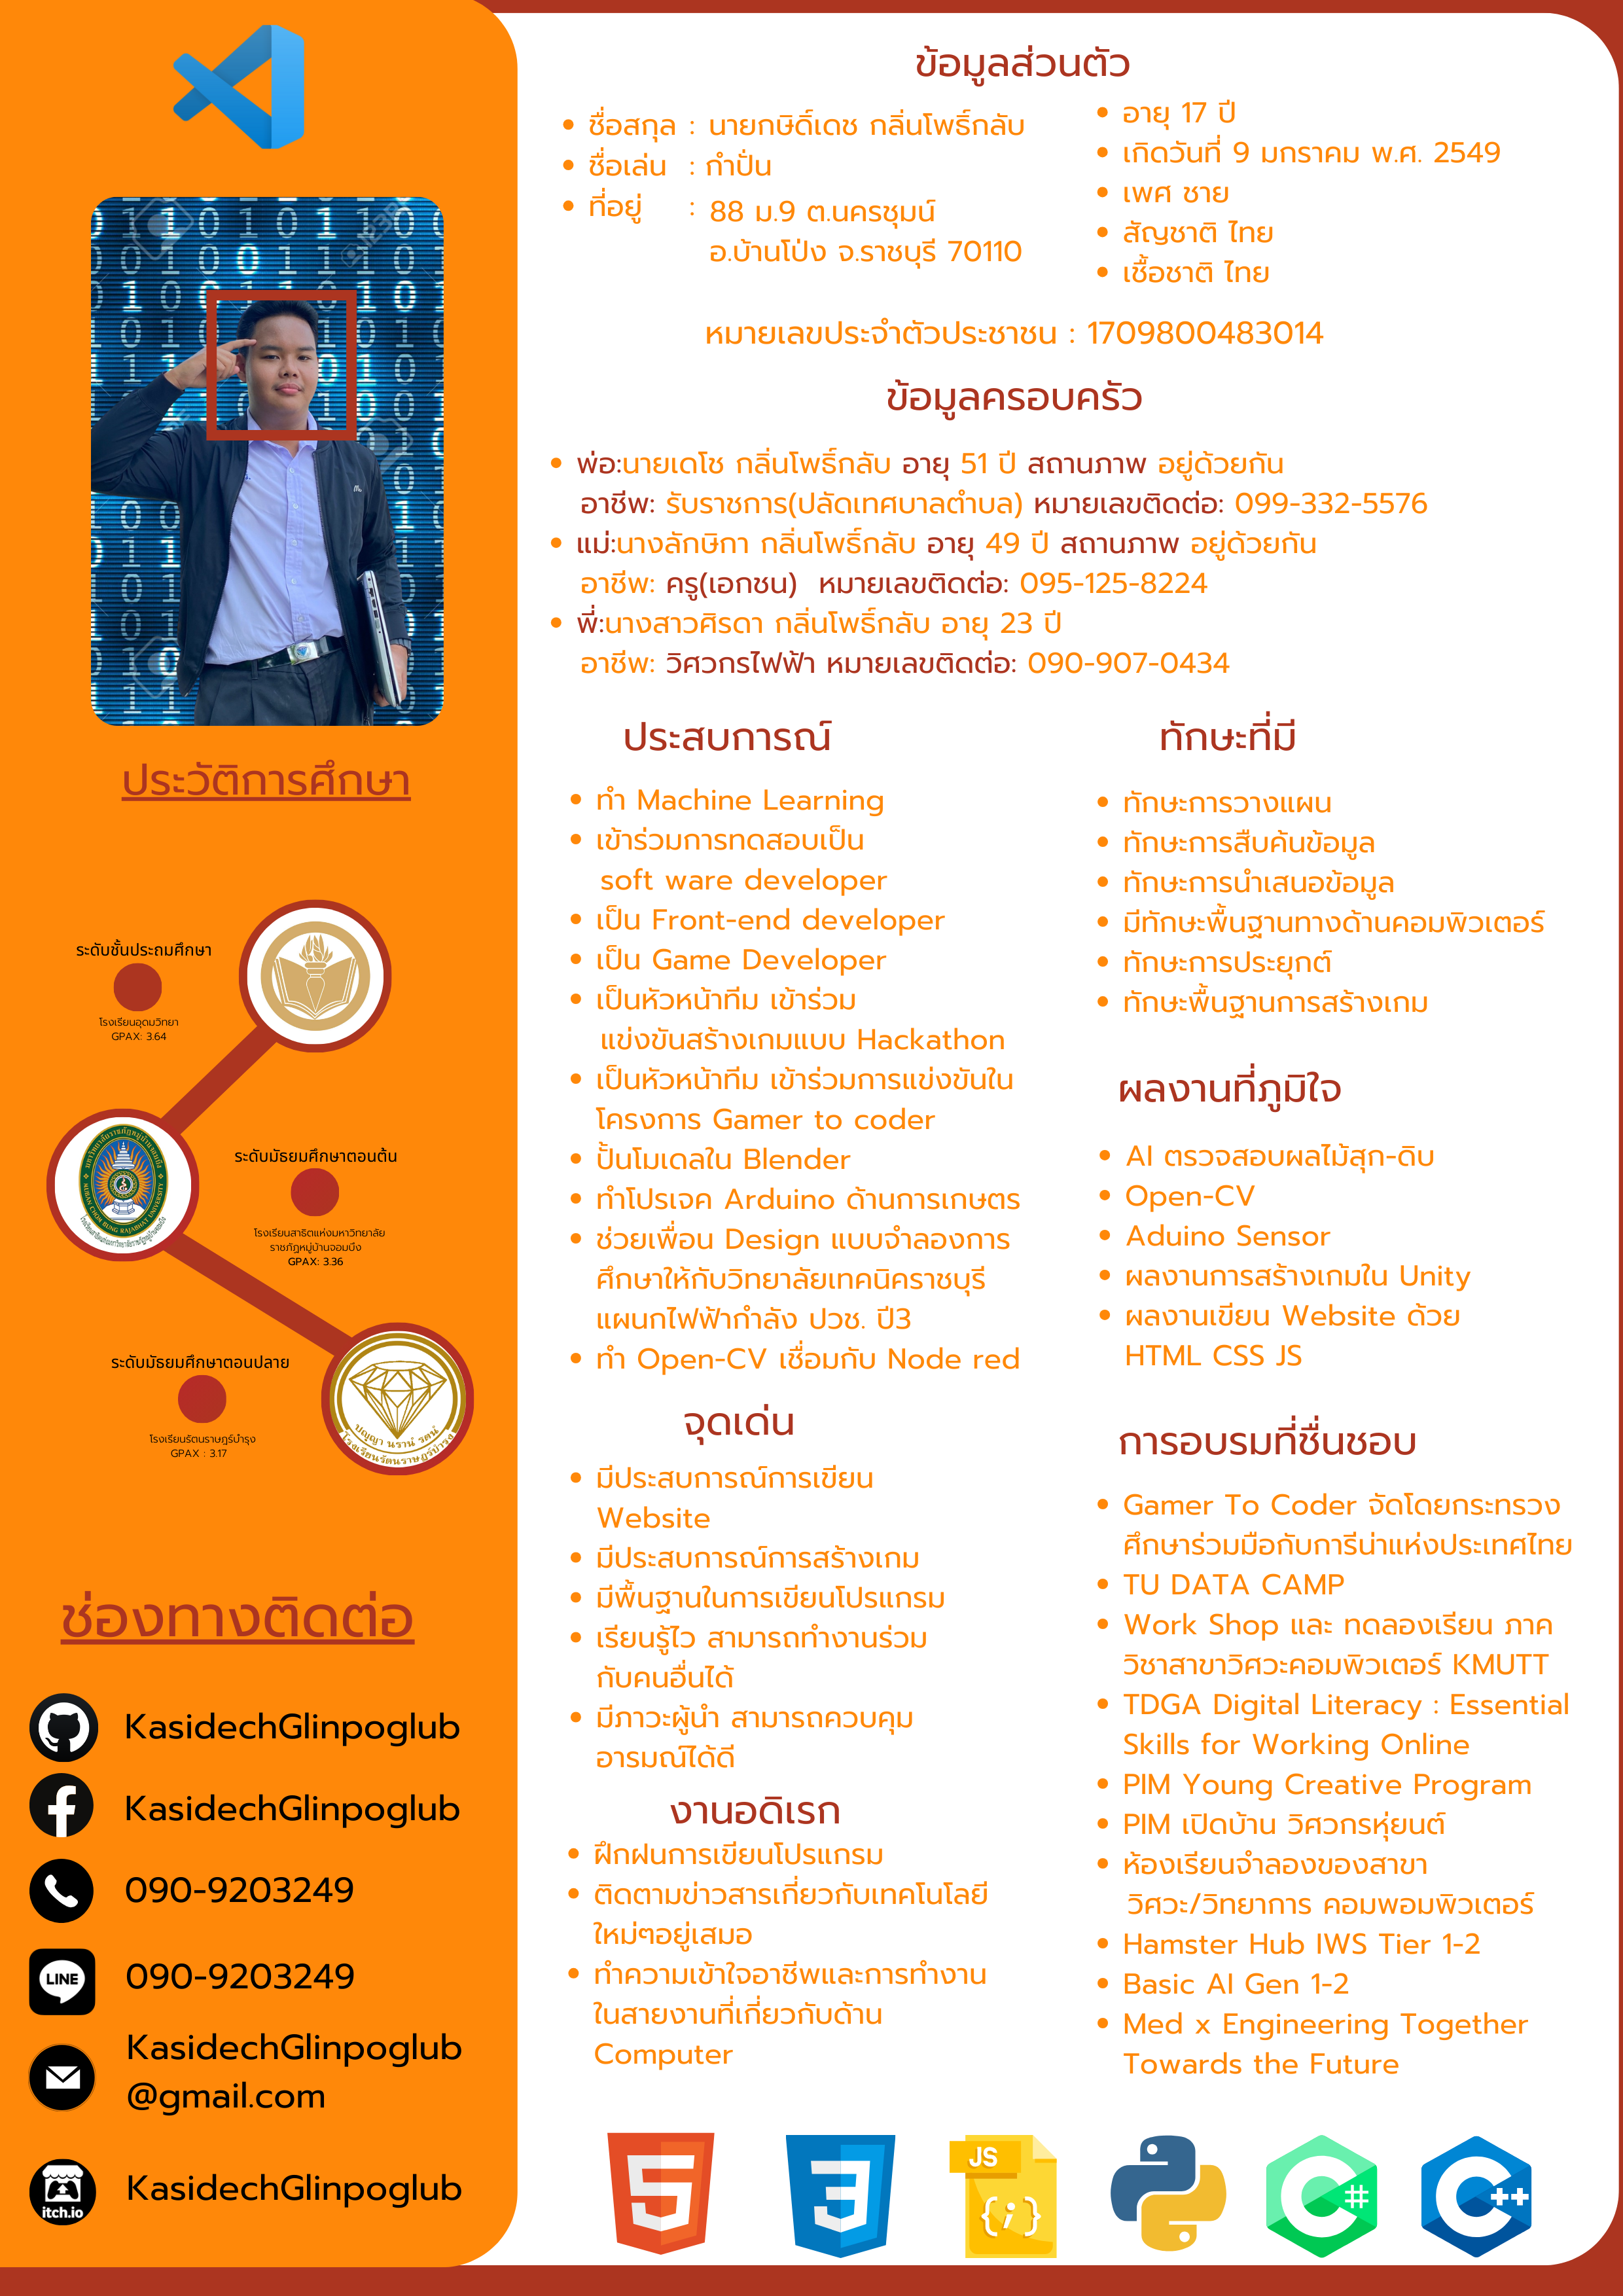 ข้อมูลส่วนตัว
ชื่อสกุล : นายกษิดิ์เดช กลิ่นโพธิ์กลับ
ชื่อเล่น : กำปั่น
ที่อยู่ : 88 ม.9 ต.นครชุมน์
อ.บ้านโป่ง จ.ราชบุรี 70110
อายุ 17 ปี
เกิดวันที่ 9 มกราคม พ.ศ. 2549
เพศ ชาย
สัญชาติ ไทย
เชื้อชาติ ไทย
หมายเลขประจำตัวประชาชน : 1709800483014
ข้อมูลครอบครัว
พ่อ:นายเดโช กลิ่นโพธิ์กลับ อายุ 51 ปี สถานภาพ อยู่ด้วยกัน
อาชีพ: รับราชการ(ปลัดเทศบาลตำบล) หมายเลขติดต่อ: 099-332-5576
แม่:นางลักษิกา กลิ่นโพธิ์กลับ อายุ 49 ปี สถานภาพ อยู่ด้วยกัน
อาชีพ: ครู(เอกชน) หมายเลขติดต่อ: 095-125-8224
พี่:นางสาวศิรดา กลิ่นโพธิ์กลับ อายุ 23 ปี
อาชีพ: วิศวกรไฟฟ้า หมายเลขติดต่อ: 090-907-0434
ประวัติการศึกษา
ระดับชั้นประถมศึกษา
โรงเรียนอุดมวิทยา
GPAX: 3.64
ระดับมัธยมศึกษาตอนต้น
โรงเรียนสาธิตแห่งมหาวิทยาลัย
ราชภัฏหมู่บ้านจอมบึง
GPAX: 3.36
MUBAN CHOM BUNG RAJABHAT UNIVERSITY
ระดับมัธยมศึกษาตอนปลาย
โรงเรียนรัตนราษฎร์บำรุง
GPAX : 3.17
ปญญา นรานํ รตนํ
โรงเรียนรัตนราษฎร์บำรุง
ช่องทางติดต่อ
KasidechGlinpoglub
KasidechGlinpoglub
090-9203249
LINE
090-9203249
KasidechGlinpoglub
@gmail.com
itch.io
KasidechGlinpoglub
ประสบการณ์
ทำ Machine Learning
เข้าร่วมการทดสอบเป็น
soft ware developer
เป็น Front-end developer
เป็น Game Developer
เป็นหัวหน้าทีม เข้าร่วม
แข่งขันสร้างเกมแบบ Hackathon
เป็นหัวหน้าทีม เข้าร่วมการแข่งขันใน
โครงการ Gamer to coder
ปั้นโมเดลใน Blender
ทำโปรเจค Arduino ด้านการเกษตร
ช่วยเพื่อน Design แบบจำลองการ
ศึกษาให้กับวิทยาลัยเทคนิคราชบุรี
แผนกไฟฟ้ากำลัง ปวช. ปี3
ทำ Open-CV เชื่อมกับ Node red
จุดเด่น
มีประสบการณ์การเขียน
Website
มีประสบการณ์การสร้างเกม
มีพื้นฐานในการเขียนโปรแกรม
เรียนรู้ไว สามารถทำงานร่วม
กับคนอื่นได้
มีภาวะผู้นำ สามารถควบคุม
อารมณ์ได้ดี
งานอดิเรก
ฝึกฝนการเขียนโปรแกรม
ติดตามข่าวสารเกี่ยวกับเทคโนโลยี
ใหม่ๆอยู่เสมอ
ทำความเข้าใจอาชีพและการทำงาน
ในสายงานที่เกี่ยวกับด้าน
Computer
ทักษะที่มี
ทักษะการวางแผน
ทักษะการสืบค้นข้อมูล
ทักษะการนำเสนอข้อมูล
มีทักษะพื้นฐานทางด้านคอมพิวเตอร์
ทักษะการประยุกต์
ทักษะพื้นฐานการสร้างเกม
ผลงานที่ภูมิใจ
AI ตรวจสอบผลไม้สุก-ดิบ
Open-CV
Aduino Sensor
ผลงานการสร้างเกมใน Unity
ผลงานเขียน Website ด้วย
HTML CSS JS
การอบรมที่ชื่นชอบ
Gamer To Coder จัดโดยกระทรวง
ศึกษาร่วมมือกับการีน่าแห่งประเทศไทย
TU DATA CAMP
Work Shop และ ทดลองเรียน ภาค
วิชาสาขาวิศวะคอมพิวเตอร์ KMUTT
TDGA Digital Literacy : Essential
Skills for Working Online
PIM Young Creative Program
PIM เปิดบ้าน วิศวกรหุ่ยนต์
ห้องเรียนจำลองของสาขา
วิศวะ/วิทยาการ คอมพอมพิวเตอร์
Hamster Hub IWS Tier 1-2
Basic AI Gen 1-2
Med x Engineering Together
Towards the Future
5
3
JS
{;}
C#
C++